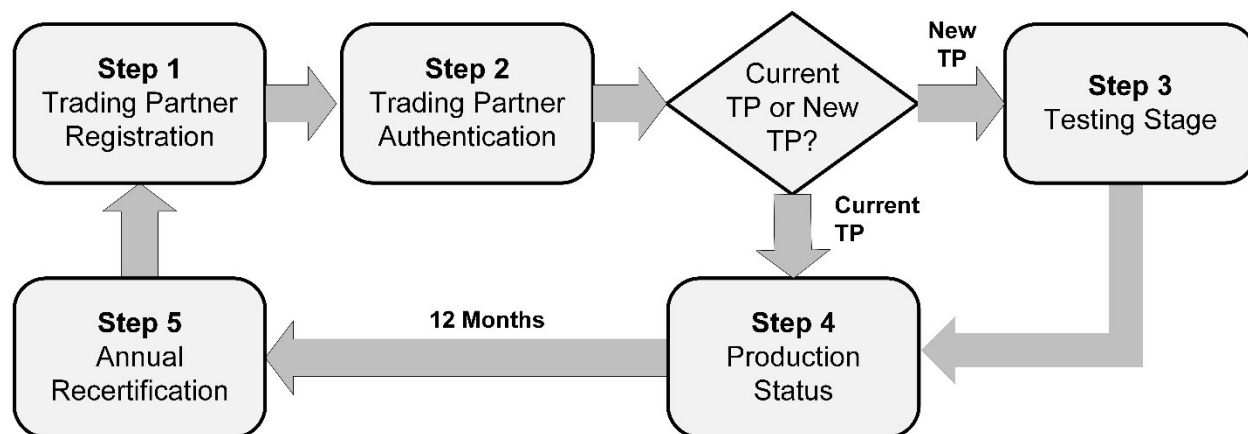 Step 1
Trading Partner
Registration
Step 2
Trading Partner
Authentication
Current
TP or New
TP?
New
TP
Step 3
Testing Stage
Current
TP
Step 4
Production
Status
12 Months
Step 5
Annual
Recertification